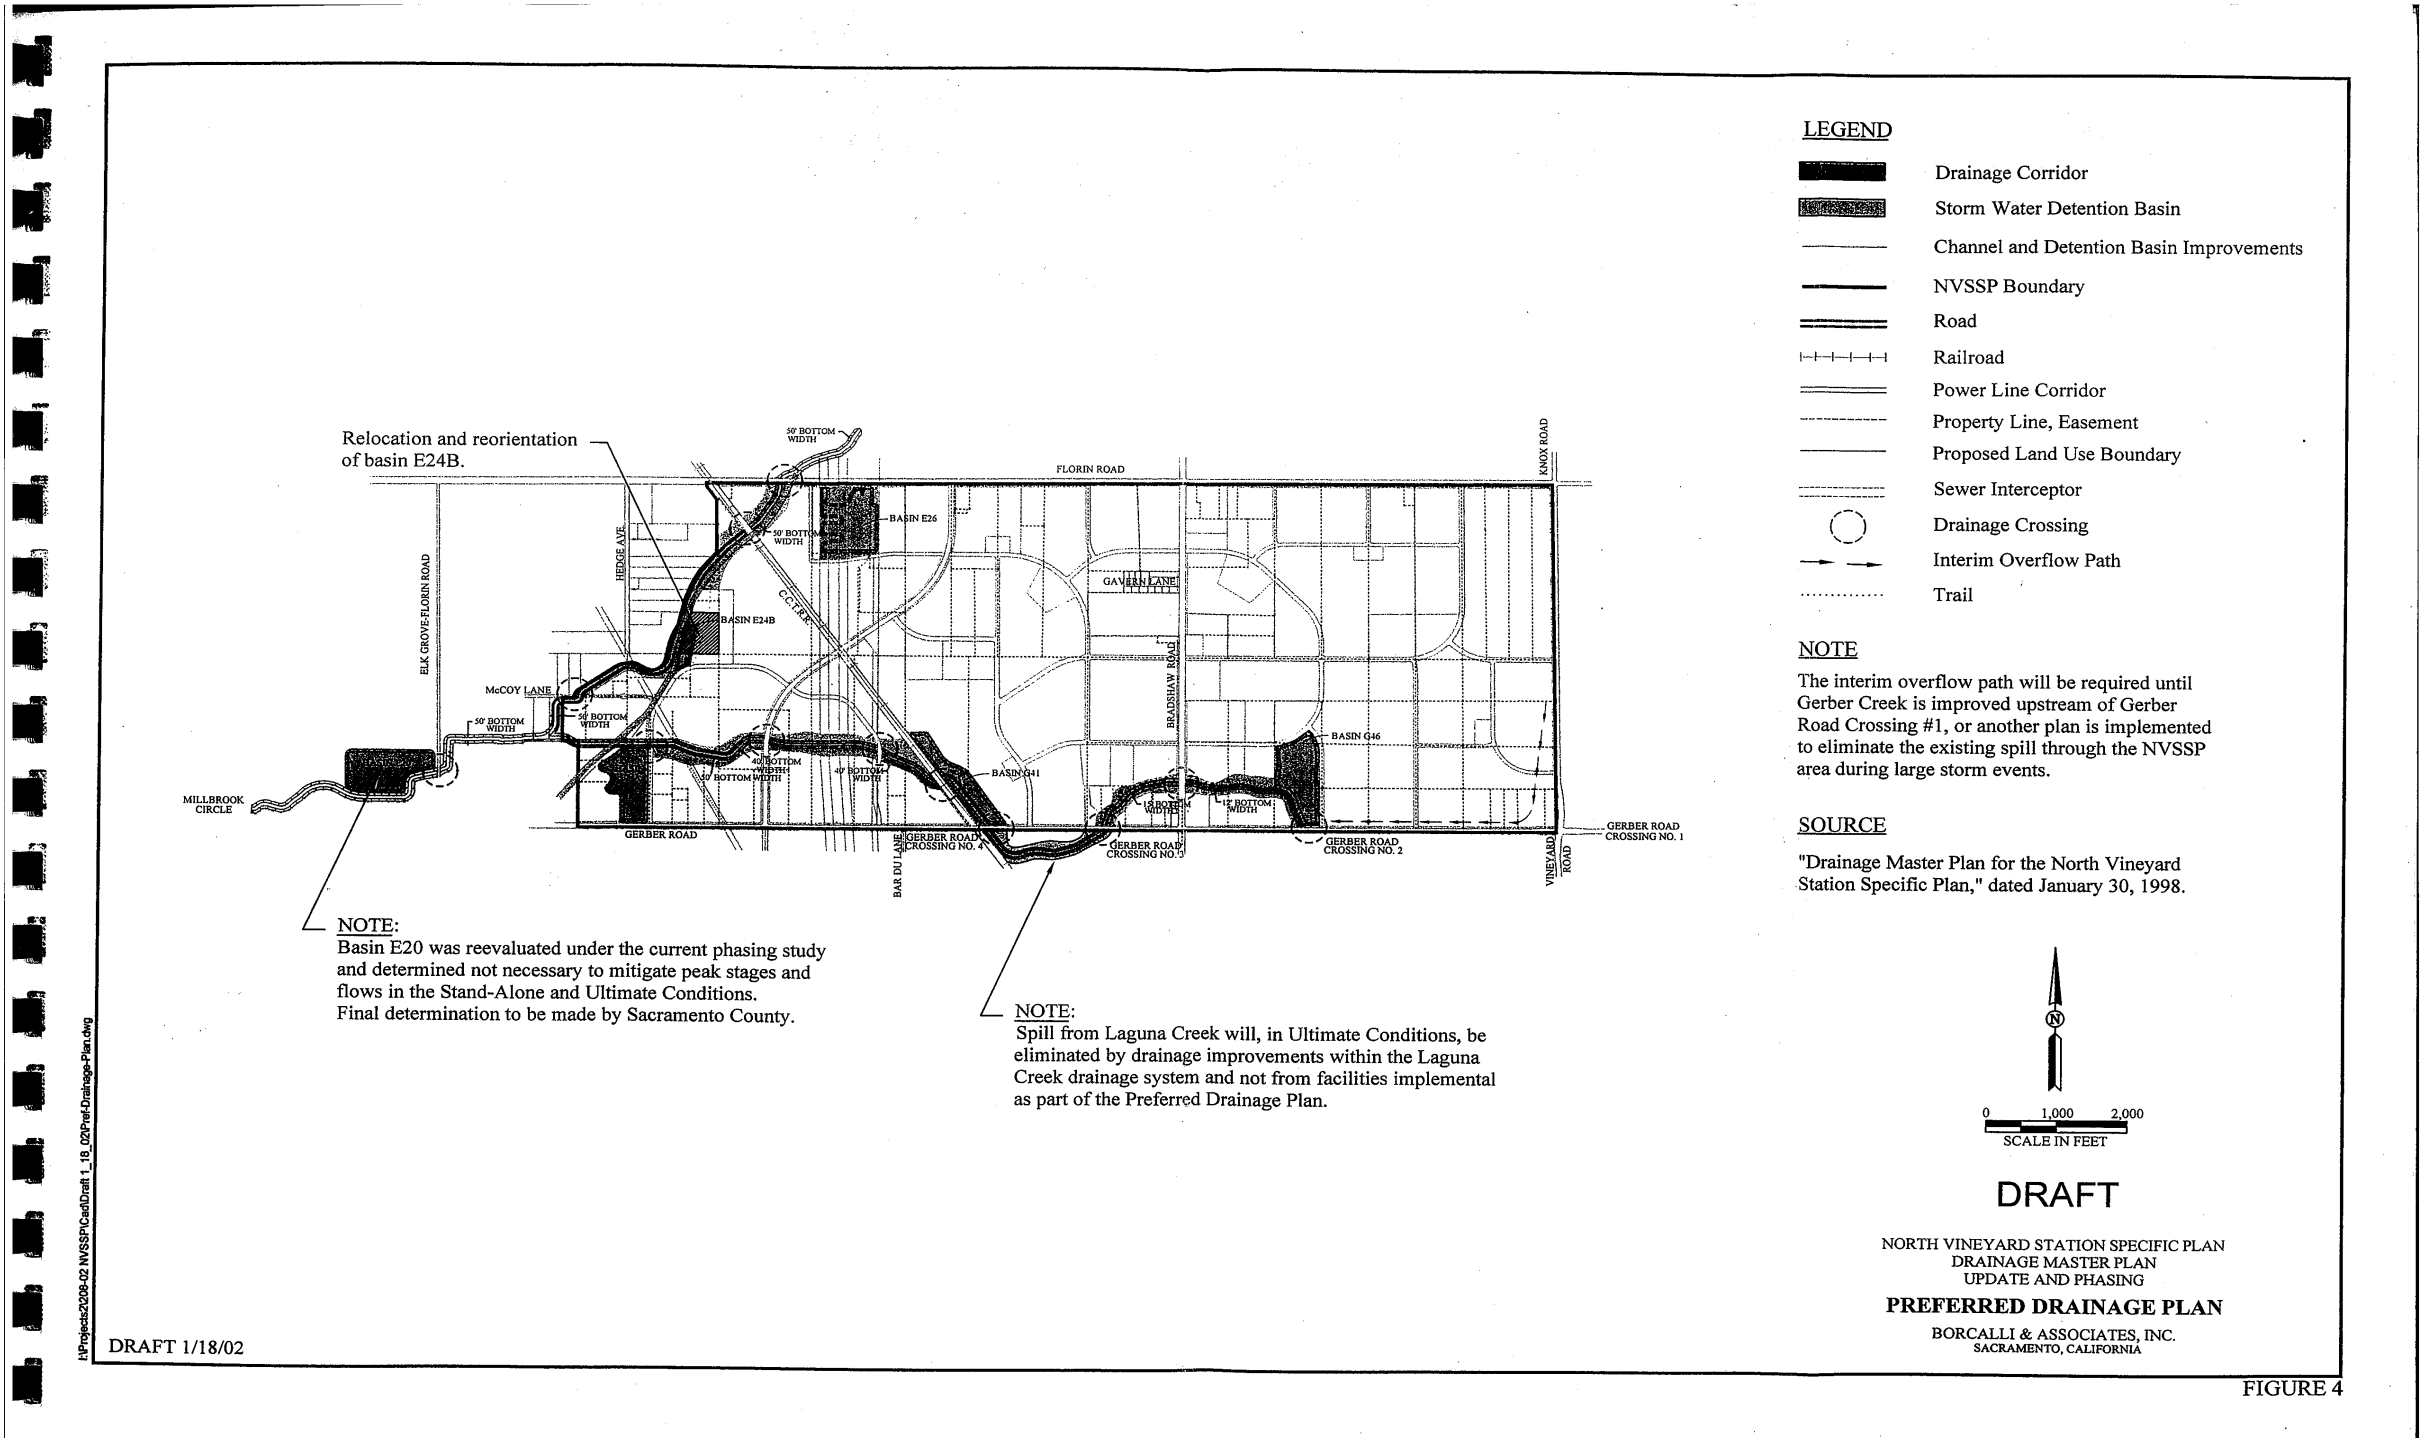 LEGEND
Drainage Corridor
Storm Water Detention Basin
Channel and Detention Basin Improvements
NVSSP Boundary
Road
Railroad
Power Line Corridor
Property Line, Easement
Proposed Land Use Boundary
Sewer Interceptor
Drainage Crossing
Interim Overflow Path
Trail
NOTE
The interim overflow path will be required until
Gerber Creek is improved upstream of Gerber
Road Crossing #1, or another plan is implemented
to eliminate the existing spill through the NVSSP
area during large storm events.
SOURCE
"Drainage Master Plan for the North Vineyard
Station Specific Plan," dated January 30, 1998.
N
0 1,000 2,000
SCALE IN FEET
DRAFT
NORTH VINEYARD STATION SPECIFIC PLAN
DRAINAGE MASTER PLAN
UPDATE AND PHASING
PREFERRED DRAINAGE PLAN
BORCALLI & ASSOCIATES, INC.
SACRAMENTO, CALIFORNIA
FIGURE 4
Relocation and reorientation
of basin E24B.
50' BOTTOM
WIDTH
FLORIN ROAD
KNOX ROAD
BASIN E26
50' BOTTOM
WIDTH
HEDGE AVE.
ELK GROVE-FLORIN ROAD
GAVERN LANE
C.C.T.R.R.
BASIN E24B
BRADSHAW ROAD
McCOY LANE
50' BOTTOM
WIDTH
50' BOTTOM
WIDTH
BASIN G46
40' BOTTOM
WIDTH
50' BOTTOM WIDTH
40' BOTTOM
WIDTH
BASIN G41
MILLBROOK
CIRCLE
15' BOTTOM
WIDTH
12' BOTTOM
WIDTH
GERBER ROAD
BAR DU LANE
GERBER ROAD
CROSSING NO. 4
GERBER ROAD
CROSSING NO. 3
GERBER ROAD
CROSSING NO. 2
GERBER ROAD
CROSSING NO. 1
VINEYARD
ROAD
NOTE:
Basin E20 was reevaluated under the current phasing study
and determined not necessary to mitigate peak stages and
flows in the Stand-Alone and Ultimate Conditions.
Final determination to be made by Sacramento County.
NOTE:
Spill from Laguna Creek will, in Ultimate Conditions, be
eliminated by drainage improvements within the Laguna
Creek drainage system and not from facilities implemental
as part of the Preferred Drainage Plan.
I:\Projects2\208-02 NVSSP\Cad\Draft 1_18_02\Pref-Drainage-Plan.dwg
DRAFT 1/18/02